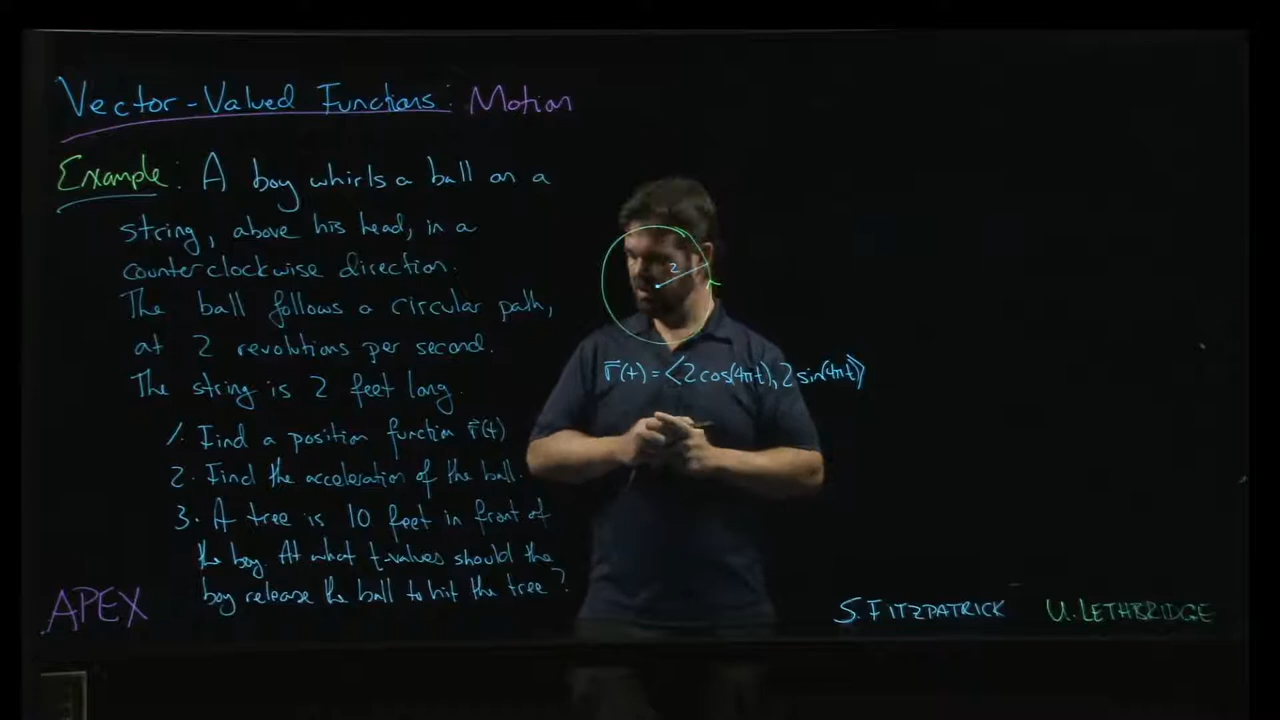 Vector-Valued Functions: Motion
Example: A boy whirls a ball on a
string, above his head, in a
counterclockwise direction.
The ball follows a circular path,
at 2 revolutions per second.
The string is 2 feet long.
1. Find a position function r⃗(t)
2. Find the acceleration of the ball.
3. A tree is 10 feet in front of
the boy. At what t-values should the
boy release the ball to hit the tree?
2
r⃗(t) = ⟨2cos(4πt), 2sin(4πt)⟩
APEX
S. FITZPATRICK U. LETHBRIDGE